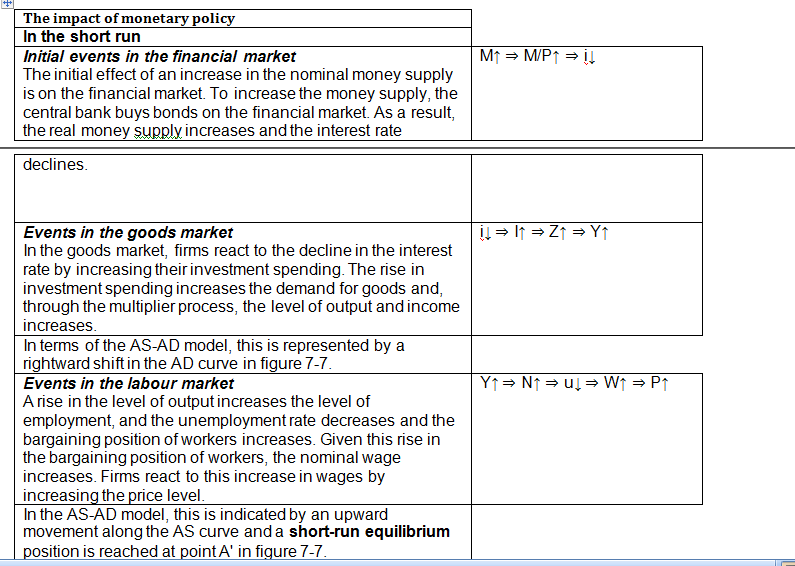 The impact of monetary policy
In the short run
Initial events in the financial market
M↑ ⇒ M/P↑ ⇒ i↓
The initial effect of an increase in the nominal money supply
is on the financial market. To increase the money supply, the
central bank buys bonds on the financial market. As a result,
the real money supply increases and the interest rate
declines.
Events in the goods market
i↓ ⇒ I↑ ⇒ Z↑ ⇒ Y↑
In the goods market, firms react to the decline in the interest
rate by increasing their investment spending. The rise in
investment spending increases the demand for goods and,
through the multiplier process, the level of output and income
increases.
In terms of the AS-AD model, this is represented by a
rightward shift in the AD curve in figure 7-7.
Events in the labour market
Y↑ ⇒ N↑ ⇒ u↓ ⇒ W↑ ⇒ P↑
A rise in the level of output increases the level of
employment, and the unemployment rate decreases and the
bargaining position of workers increases. Given this rise in
the bargaining position of workers, the nominal wage
increases. Firms react to this increase in wages by
increasing the price level.
In the AS-AD model, this is indicated by an upward
movement along the AS curve and a short-run equilibrium
position is reached at point A' in figure 7-7.